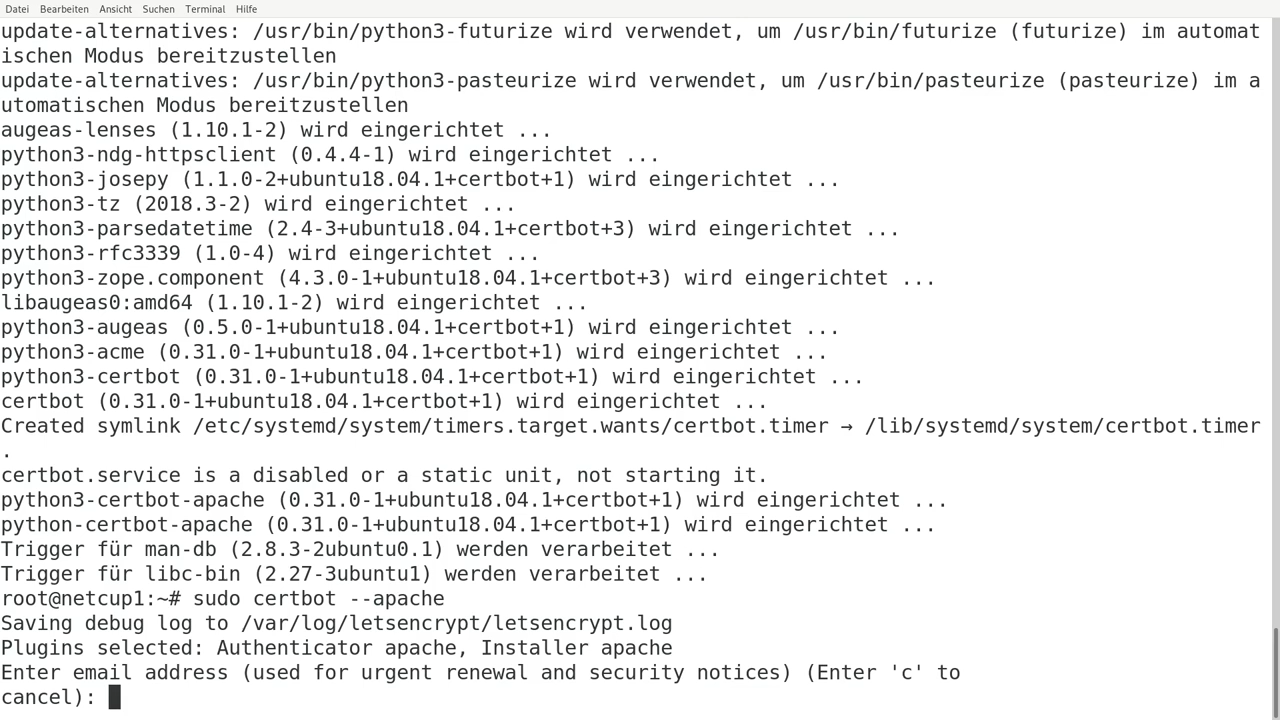 Datei Bearbeiten Ansicht Suchen Terminal Hilfe
update-alternatives: /usr/bin/python3-futurize wird verwendet, um /usr/bin/futurize (futurize) im automat
ischen Modus bereitzustellen
update-alternatives: /usr/bin/python3-pasteurize wird verwendet, um /usr/bin/pasteurize (pasteurize) im a
utomatischen Modus bereitzustellen
augeas-lenses (1.10.1-2) wird eingerichtet ...
python3-ndg-httpsclient (0.4.4-1) wird eingerichtet ...
python3-josepy (1.1.0-2+ubuntu18.04.1+certbot+1) wird eingerichtet ...
python3-tz (2018.3-2) wird eingerichtet ...
python3-parsedatetime (2.4-3+ubuntu18.04.1+certbot+3) wird eingerichtet ...
python3-rfc3339 (1.0-4) wird eingerichtet ...
python3-zope.component (4.3.0-1+ubuntu18.04.1+certbot+3) wird eingerichtet ...
libaugeas0:amd64 (1.10.1-2) wird eingerichtet ...
python3-augeas (0.5.0-1+ubuntu18.04.1+certbot+1) wird eingerichtet ...
python3-acme (0.31.0-1+ubuntu18.04.1+certbot+1) wird eingerichtet ...
python3-certbot (0.31.0-1+ubuntu18.04.1+certbot+1) wird eingerichtet ...
certbot (0.31.0-1+ubuntu18.04.1+certbot+1) wird eingerichtet ...
Created symlink /etc/systemd/system/timers.target.wants/certbot.timer → /lib/systemd/system/certbot.timer
.
certbot.service is a disabled or a static unit, not starting it.
python3-certbot-apache (0.31.0-1+ubuntu18.04.1+certbot+1) wird eingerichtet ...
python-certbot-apache (0.31.0-1+ubuntu18.04.1+certbot+1) wird eingerichtet ...
Trigger für man-db (2.8.3-2ubuntu0.1) werden verarbeitet ...
Trigger für libc-bin (2.27-3ubuntu1) werden verarbeitet ...
root@netcup1:~# sudo certbot --apache
Saving debug log to /var/log/letsencrypt/letsencrypt.log
Plugins selected: Authenticator apache, Installer apache
Enter email address (used for urgent renewal and security notices) (Enter 'c' to
cancel):